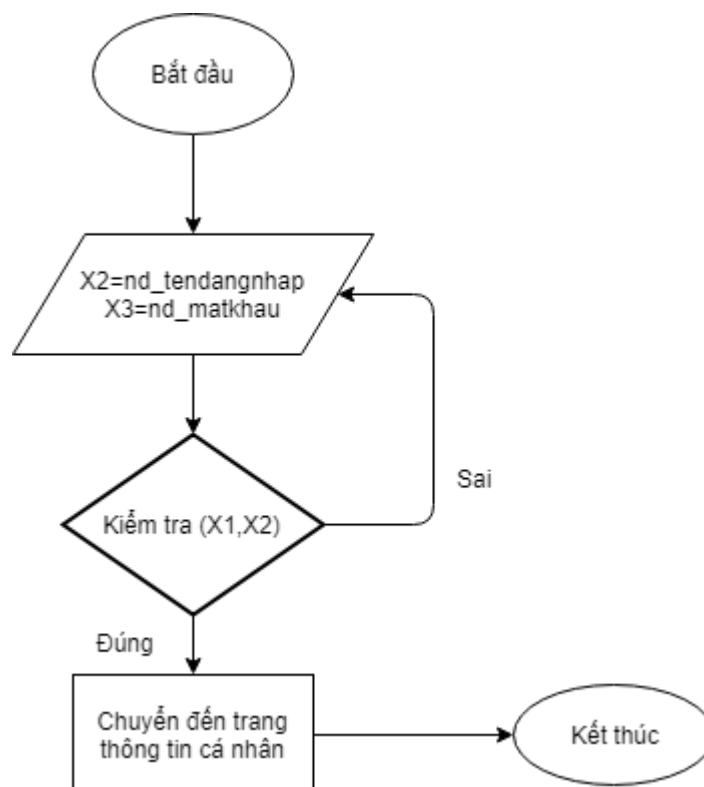 Bắt đầu
X2=nd_tendangnhap
X3=nd_matkhau
Sai
Kiểm tra (X1,X2)
Đúng
Chuyển đến trang
thông tin cá nhân
Kết thúc